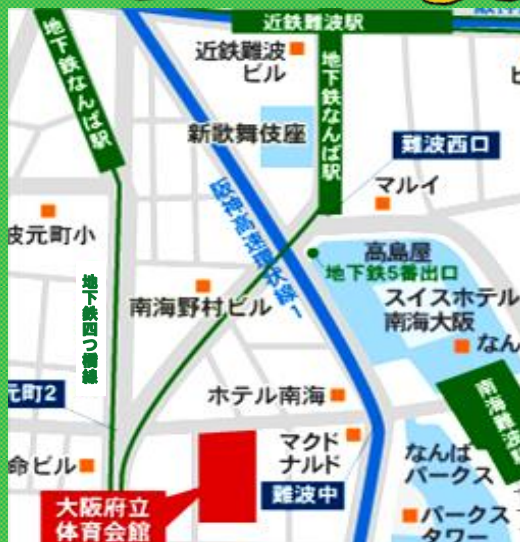 近鉄難波駅
地下鉄なんば駅
近鉄難波
ビル
地下鉄なんば駅
新歌舞伎座
難波西口
マルイ
波元町小
阪神高速環状線1
高島屋
地下鉄5番出口
地下鉄四つ橋線
南海野村ビル
スイスホテル
南海大阪
なん
元町2
ホテル南海
南海難波駅
マクド
ナルド
なんば
パークス
命ビル
難波中
大阪府立
体育会館
パークス
タワー